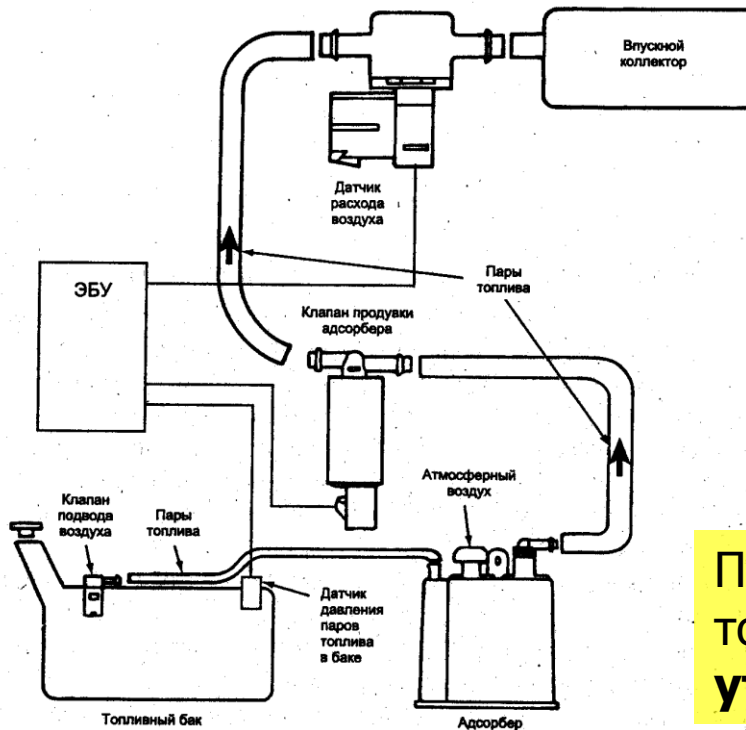 Впускной
коллектор
Датчик
расхода
воздуха
ЭБУ
Пары
топлива
Клапан продувки
адсорбера
Атмосферный
воздух
Клапан
подвода
воздуха
Пары
топлива
Датчик
давления
паров
топлива
в баке
Топливный бак
Адсорбер